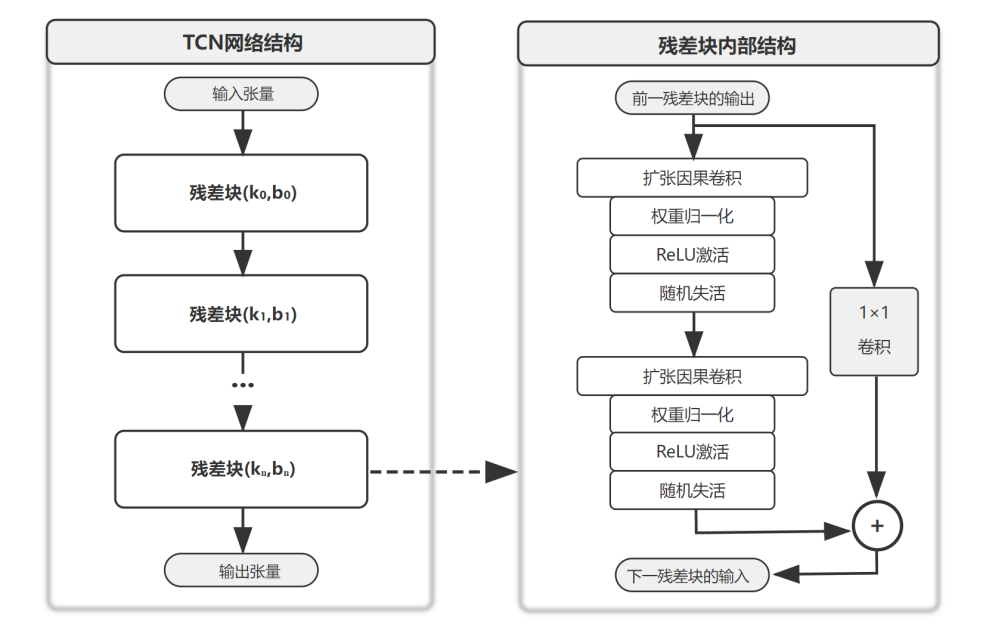 TCN网络结构
输入张量
残差块(k₀,b₀)
残差块(k₁,b₁)
...
残差块(kₙ,bₙ)
输出张量
残差块内部结构
前一残差块的输出
扩张因果卷积
权重归一化
ReLU激活
随机失活
扩张因果卷积
权重归一化
ReLU激活
随机失活
1×1
卷积
+
下一残差块的输入